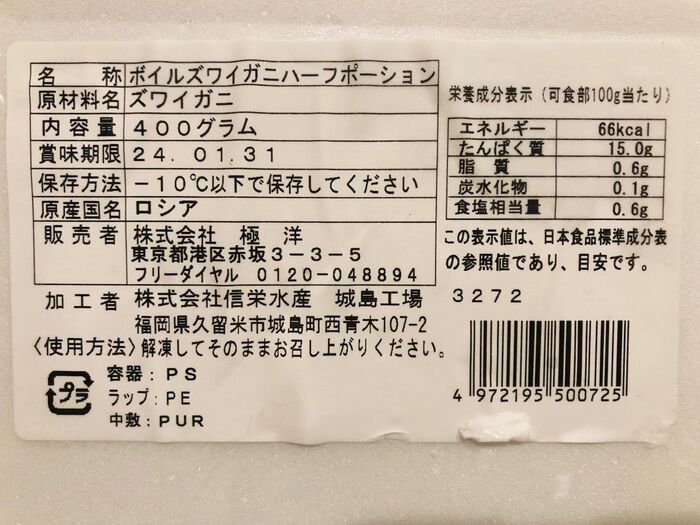 名　　称 ボイルズワイガニハーフポーション
原材料名 ズワイガニ
内容量 400グラム
賞味期限 24．01．31
保存方法 －10℃以下で保存してください
原産国名 ロシア
販売者 株式会社　極洋
東京都港区赤坂3－3－5
フリーダイヤル　0120－048894
加工者 株式会社信栄水産　城島工場
福岡県久留米市城島町西青木107-2
〈使用方法〉解凍してそのままお召し上がりください。
プラ
容器：PS
ラップ：PE
中敷：PUR
栄養成分表示（可食部100g当たり）
エネルギー 66kcal
たんぱく質 15.0g
脂　質 0.6g
炭水化物 0.1g
食塩相当量 0.6g
この表示値は、日本食品標準成分表
の参照値であり、目安です。
3272
4 972195 500725